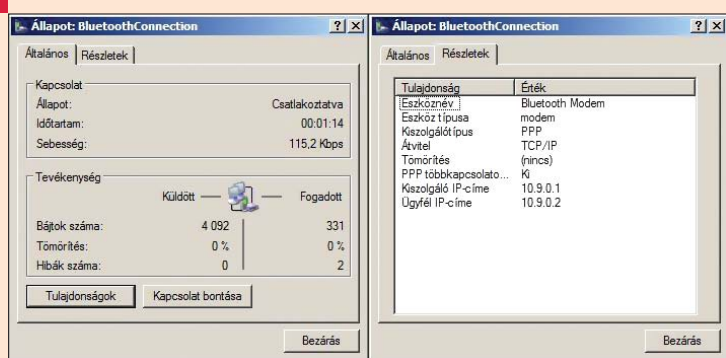 Állapot: BluetoothConnection
Általános Részletek
Kapcsolat
Állapot: Csatlakoztatva
Időtartam: 00:01:14
Sebesség: 115,2 Kbps
Tevékenység
Küldött Fogadott
Bájtok száma: 4 092 331
Tömörítés: 0 % 0 %
Hibák száma: 0 2
Tulajdonságok Kapcsolat bontása
Bezárás
Állapot: BluetoothConnection
Általános Részletek
Tulajdonság Érték
Eszköznév Bluetooth Modem
Eszköz típusa modem
Kiszolgálótípus PPP
Átvitel TCP/IP
Tömörítés (nincs)
PPP többkapcsolato... Ki
Kiszolgáló IP-címe 10.9.0.1
Ügyfél IP-címe 10.9.0.2
Bezárás